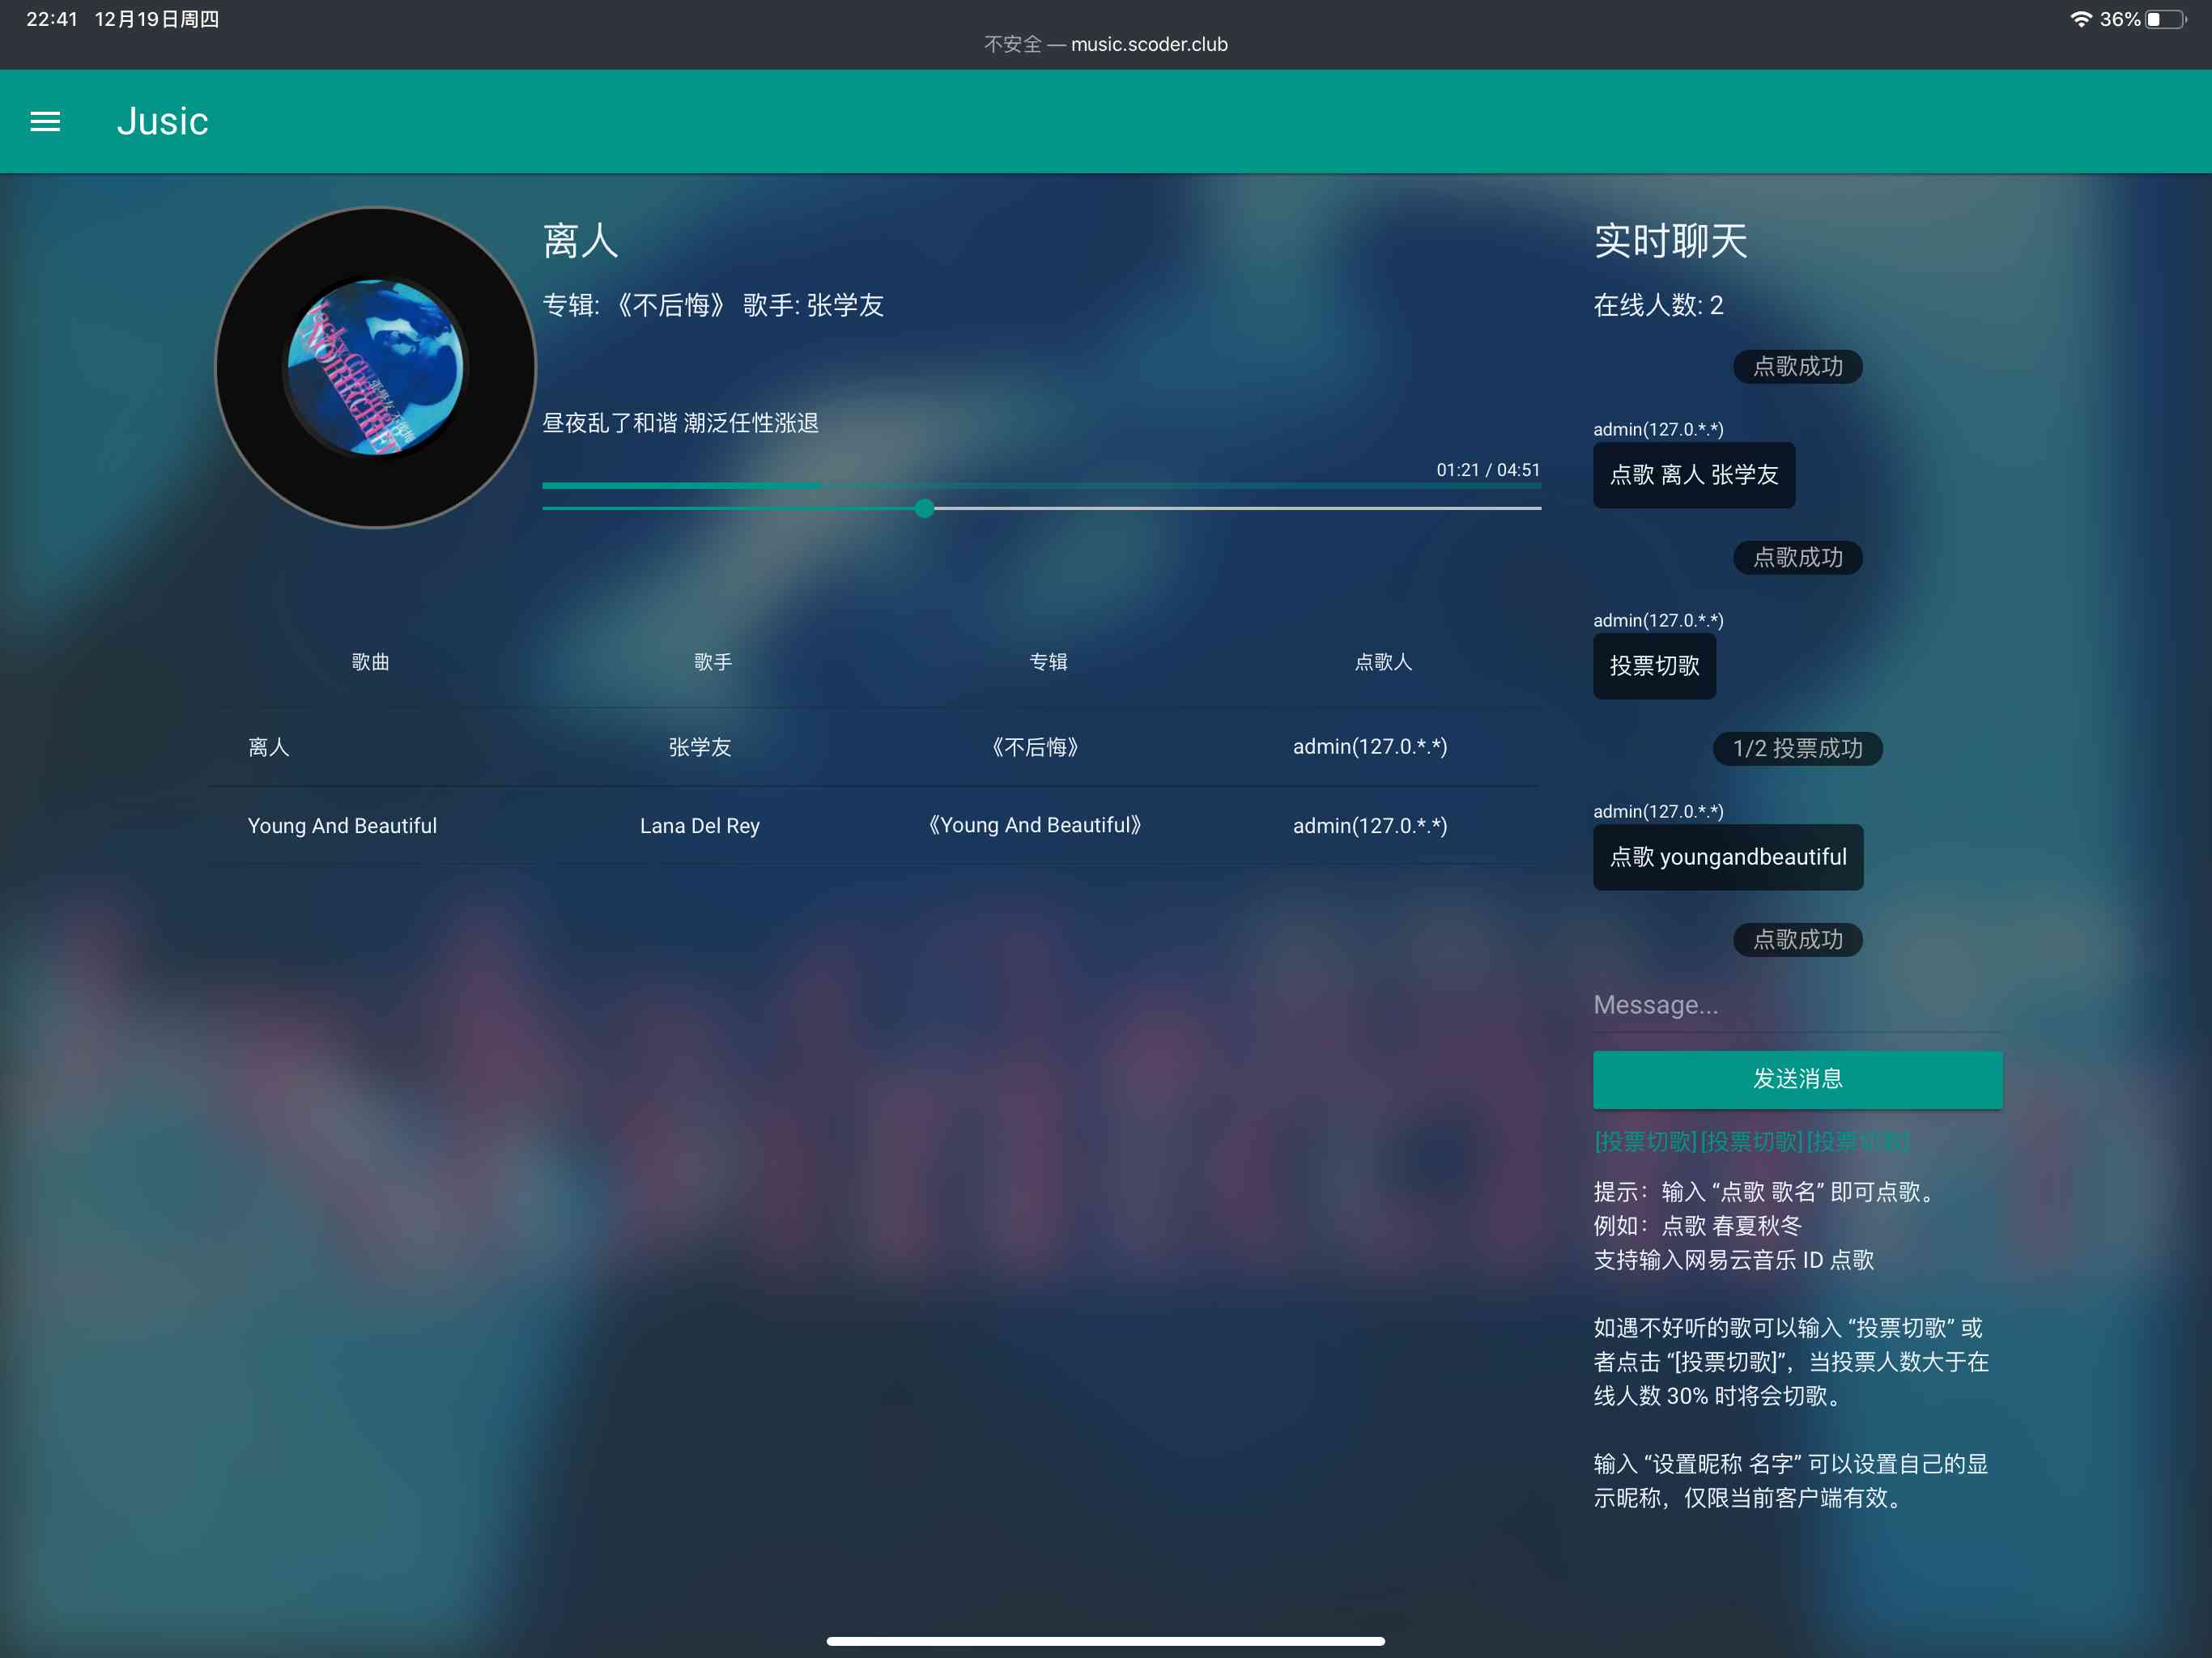 22:41 12月19日周四
36%
不安全 — music.scoder.club
Jusic
离人
专辑: 《不后悔》 歌手: 张学友
昼夜乱了和谐 潮泛任性涨退
01:21 / 04:51
歌曲 歌手 专辑 点歌人
离人 张学友 《不后悔》 admin(127.0.*.*)
Young And Beautiful Lana Del Rey 《Young And Beautiful》 admin(127.0.*.*)
实时聊天
在线人数: 2
点歌成功
admin(127.0.*.*)
点歌 离人 张学友
点歌成功
admin(127.0.*.*)
投票切歌
1/2 投票成功
admin(127.0.*.*)
点歌 youngandbeautiful
点歌成功
Message...
发送消息
[投票切歌][投票切歌][投票切歌]
提示：输入 “点歌 歌名” 即可点歌。
例如：点歌 春夏秋冬
支持输入网易云音乐 ID 点歌
如遇不好听的歌可以输入 “投票切歌” 或
者点击 “[投票切歌]”，当投票人数大于在
线人数 30% 时将会切歌。
输入 “设置昵称 名字” 可以设置自己的显
示昵称，仅限当前客户端有效。